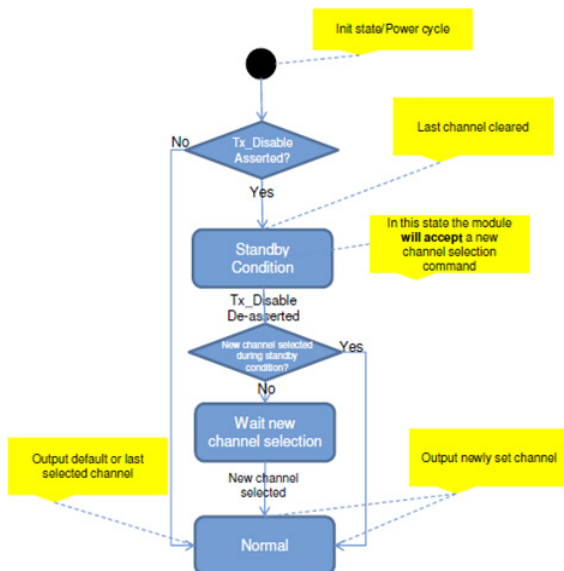 Init state/Power cycle
Last channel cleared
No
Tx_Disable
Asserted?
Yes
In this state the module
will accept a new
channel selection
command
Standby
Condition
Tx_Disable
De-asserted
New channel selected
during standby
condition?
Yes
No
Wait new
channel selection
Output default or last
selected channel
Output newly set channel
New channel
selected
Normal